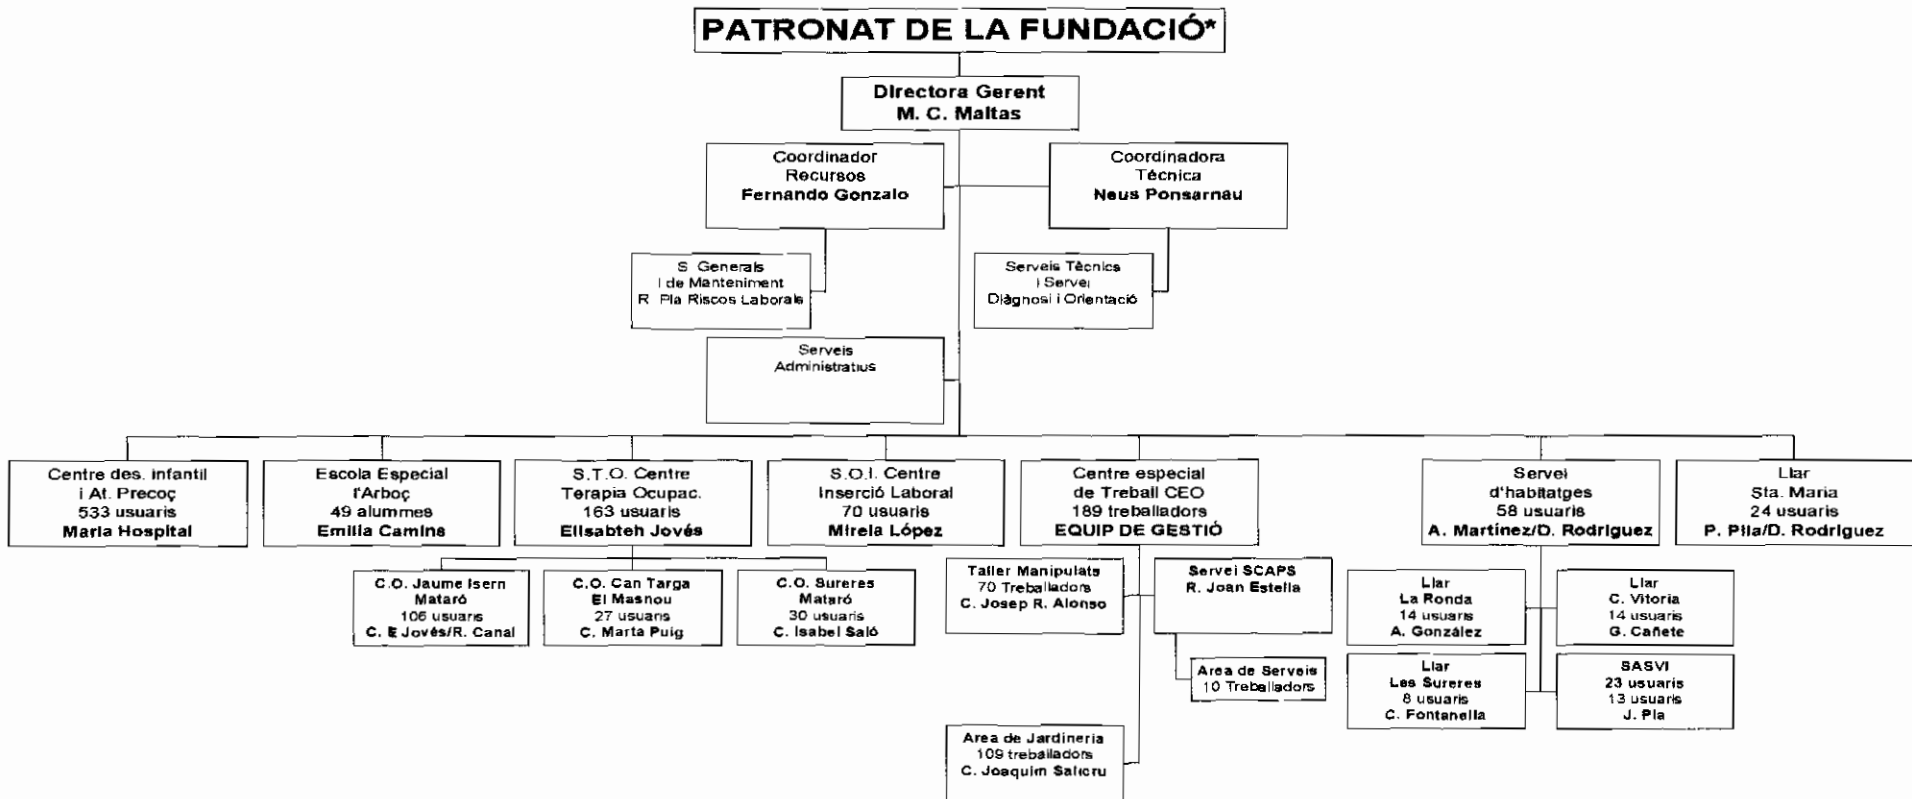 PATRONAT DE LA FUNDACIÓ*
Directora Gerent
M. C. Maltas
Coordinador
Recursos
Fernando Gonzalo
Coordinadora
Tècnica
Neus Ponsarnau
S Generals
I de Manteniment
R Pla Riscos Laborals
Serveis Tècnics
i Servei
Diàgnosi i Orientació
Serveis
Administratius
Centre des. infantil
i At. Precoç
533 usuaris
Maria Hospital
Escola Especial
l'Arboç
49 alummes
Emilia Camins
S.T.O. Centre
Terapia Ocupac.
163 usuaris
Elisabteh Jovés
S.O.I. Centre
Inserció Laboral
70 usuaris
Mireia López
Centre especial
de Treball CEO
189 treballadors
EQUIP DE GESTIÓ
Servei
d'habitatges
58 usuaris
A. Martínez/D. Rodriguez
Llar
Sta. Maria
24 usuaris
P. Pila/D. Rodriguez
C.O. Jaume Isern
Mataró
106 usuaris
C. E Jovés/R. Canal
C.O. Can Targa
El Masnou
27 usuaris
C. Marta Puig
C.O. Sureres
Mataró
30 usuaris
C. Isabel Saló
Taller Manipulats
70 Treballadors
C. Josep R. Alonso
Servei SCAPS
R. Joan Estella
Area de Serveis
10 Treballadors
Area de Jardineria
109 treballadors
C. Joaquim Salicru
Llar
La Ronda
14 usuaris
A. González
Llar
C. Vitoria
14 usuaris
G. Cañete
Llar
Les Sureres
8 usuaris
C. Fontanella
SASVI
23 usuaris
13 usuaris
J. Pla